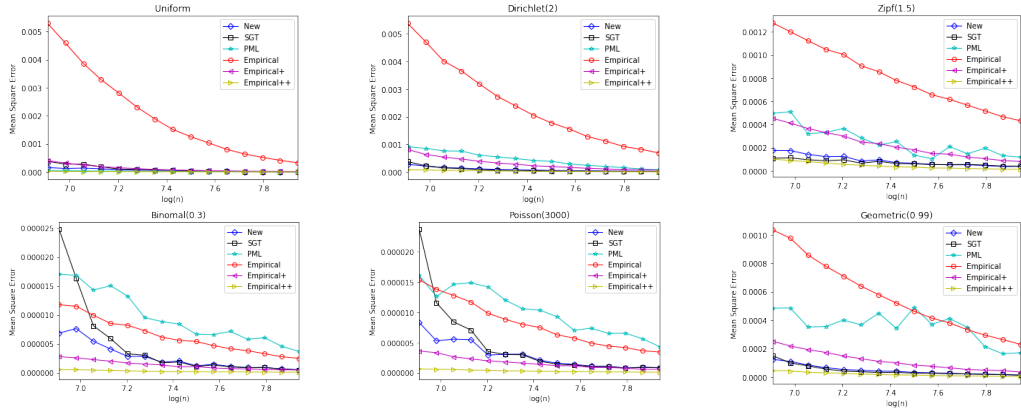 Uniform
Mean Square Error
0.005
0.004
0.003
0.002
0.001
0.000
7.0 7.2 7.4 7.6 7.8
log(n)
New
SGT
PML
Empirical
Empirical+
Empirical++
Dirichlet(2)
Mean Square Error
0.005
0.004
0.003
0.002
0.001
0.000
7.0 7.2 7.4 7.6 7.8
log(n)
New
SGT
PML
Empirical
Empirical+
Empirical++
Zipf(1.5)
Mean Square Error
0.0012
0.0010
0.0008
0.0006
0.0004
0.0002
0.0000
7.0 7.2 7.4 7.6 7.8
log(n)
New
SGT
PML
Empirical
Empirical+
Empirical++
Binomal(0.3)
Mean Square Error
0.000025
0.000020
0.000015
0.000010
0.000005
0.000000
7.0 7.2 7.4 7.6 7.8
log(n)
New
SGT
PML
Empirical
Empirical+
Empirical++
Poisson(3000)
Mean Square Error
0.000020
0.000015
0.000010
0.000005
0.000000
7.0 7.2 7.4 7.6 7.8
log(n)
New
SGT
PML
Empirical
Empirical+
Empirical++
Geometric(0.99)
Mean Square Error
0.0010
0.0008
0.0006
0.0004
0.0002
0.0000
7.0 7.2 7.4 7.6 7.8
log(n)
New
SGT
PML
Empirical
Empirical+
Empirical++